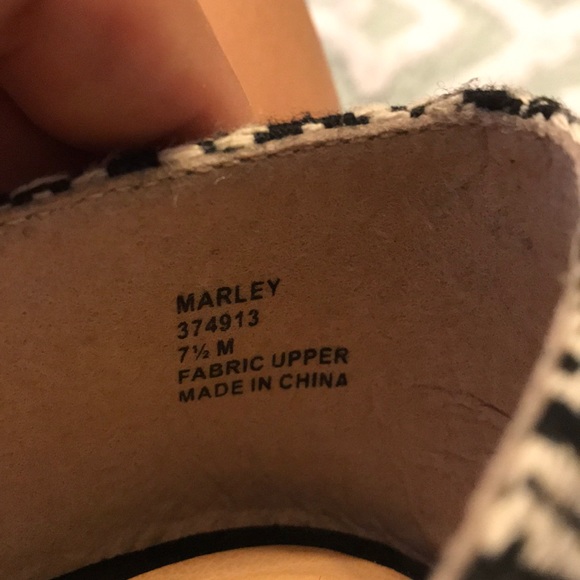 MARLEY
374913
7½ M
FABRIC UPPER
MADE IN CHINA